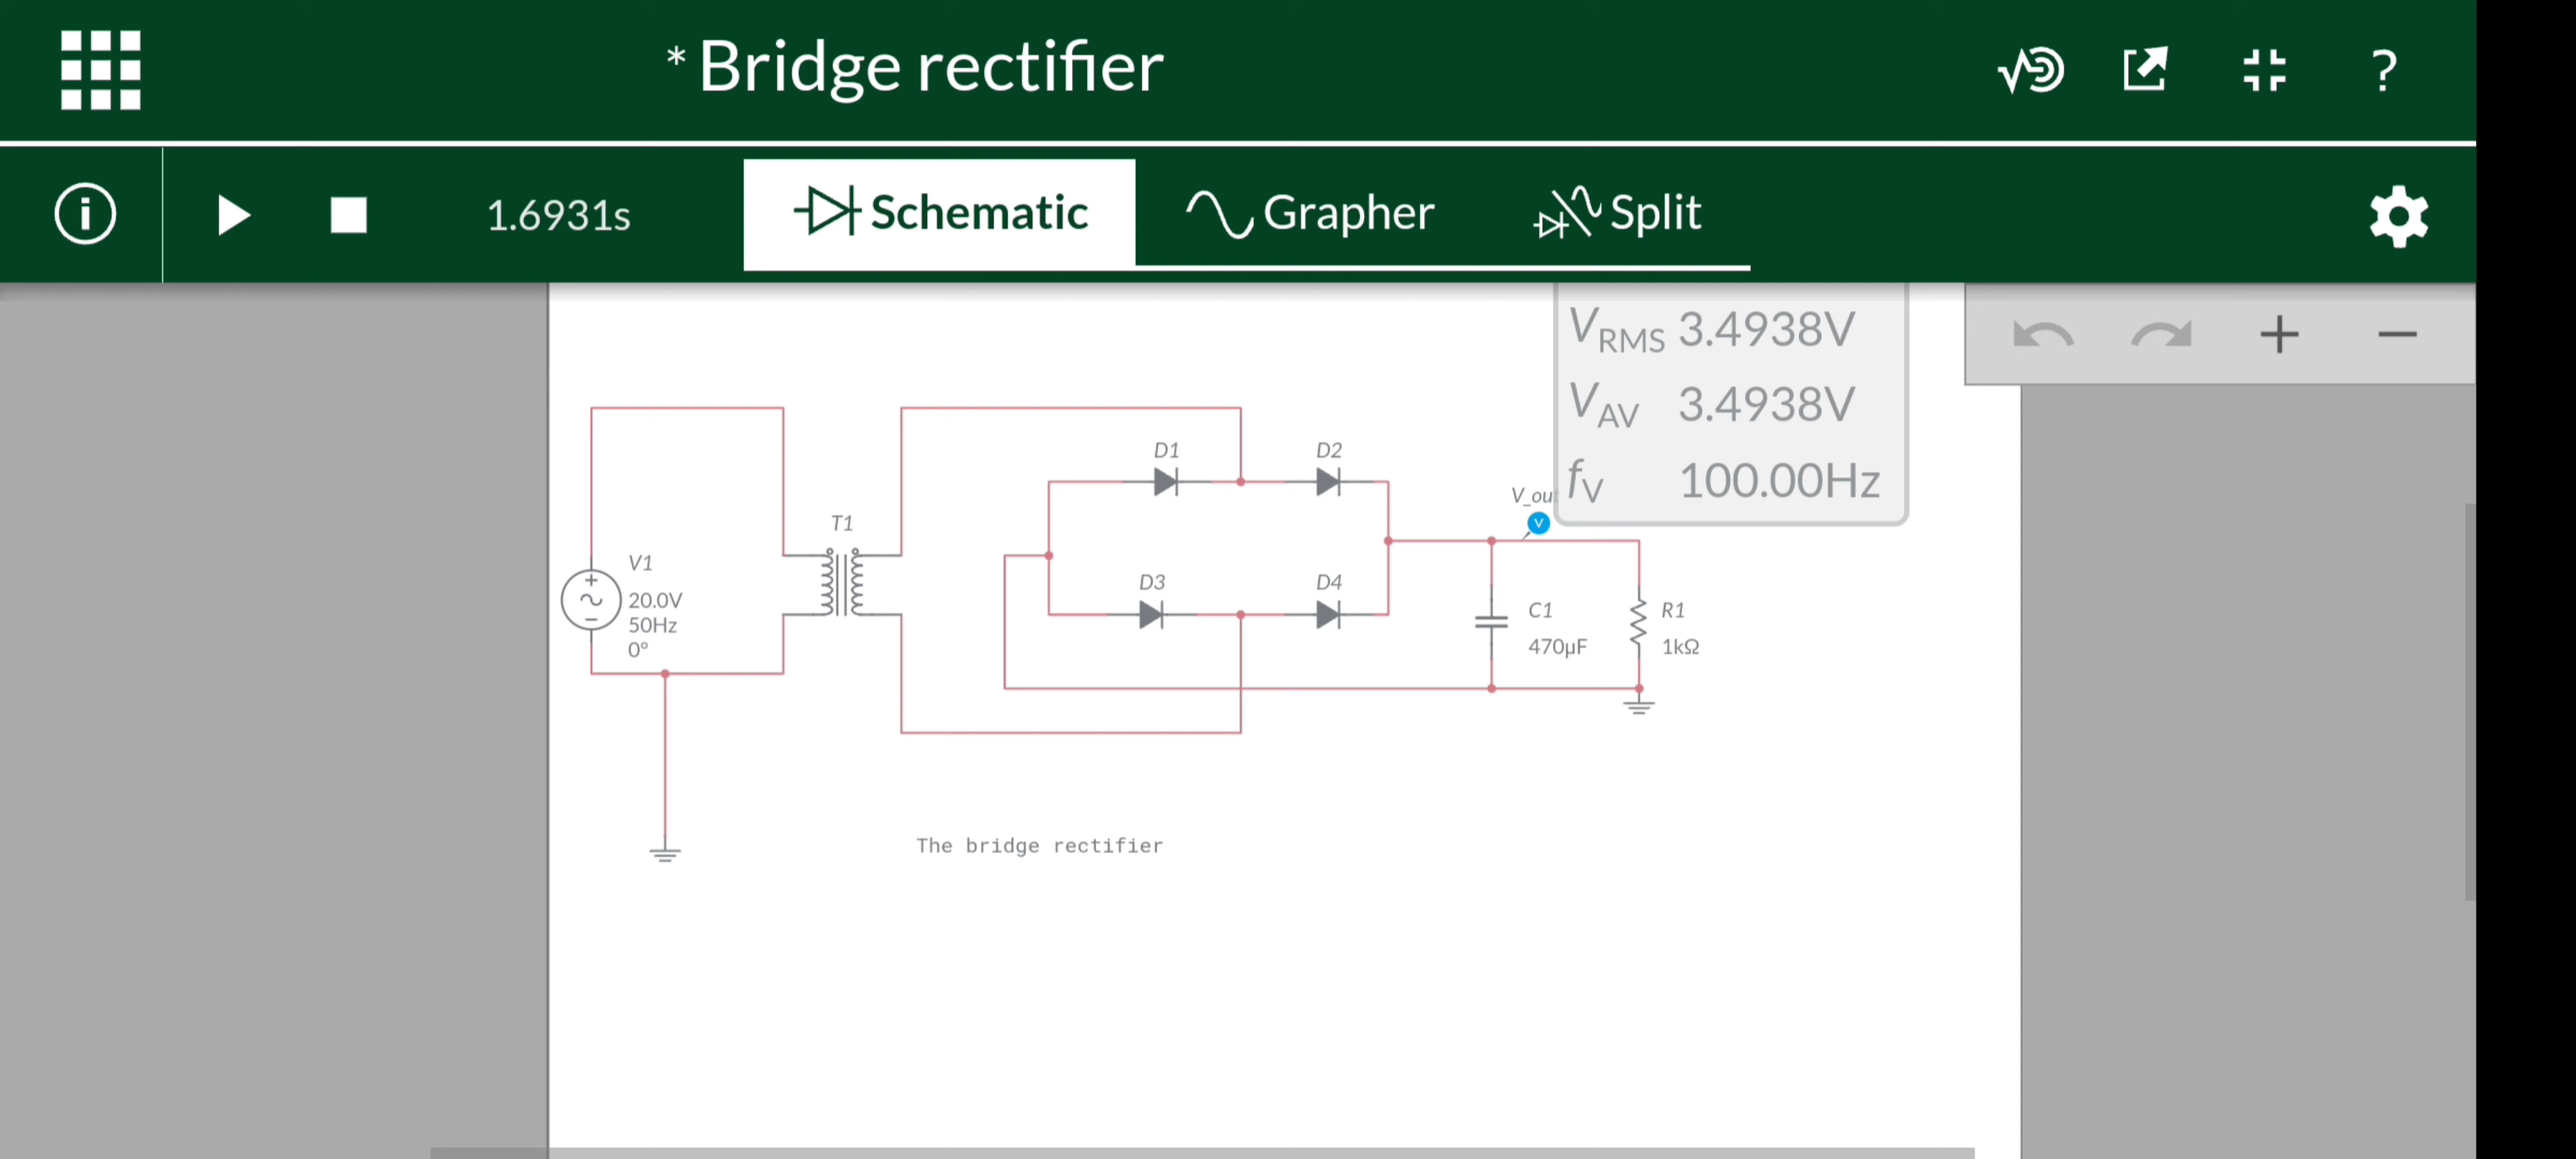 * Bridge rectifier
?
i
1.6931s
Schematic
Grapher
Split
VRMS 3.4938V
VAV 3.4938V
fV 100.00Hz
D1
D2
V_out
V
T1
V1
20.0V
50Hz
0°
D3
D4
C1
470µF
R1
1kΩ
The bridge rectifier